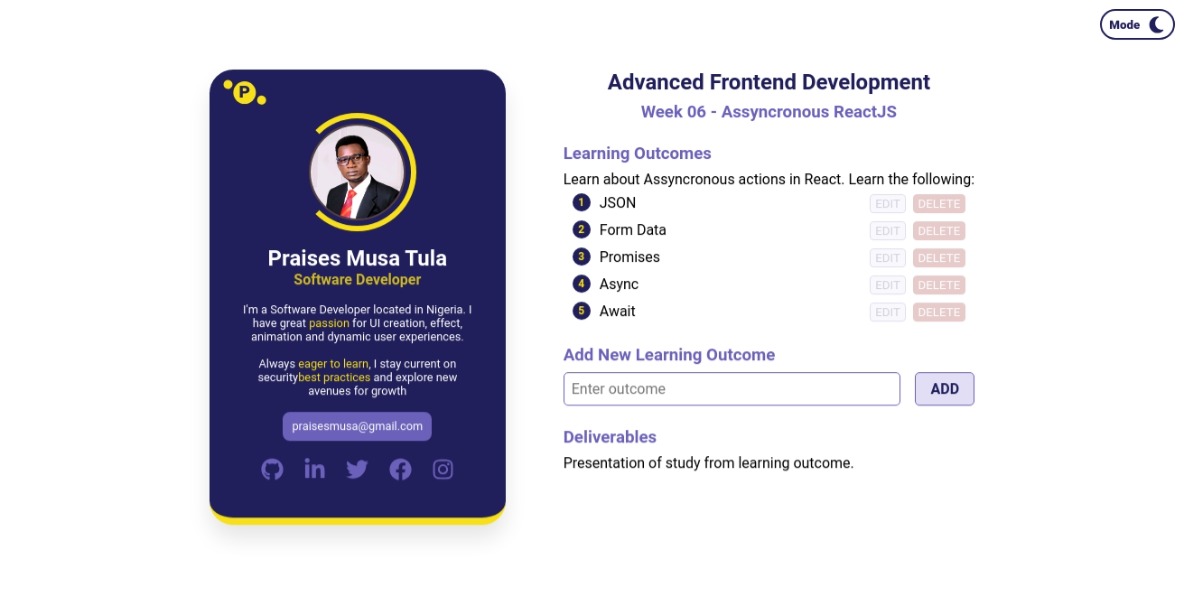 Mode
P
Praises Musa Tula
Software Developer
I'm a Software Developer located in Nigeria. I
have great passion for UI creation, effect,
animation and dynamic user experiences.
Always eager to learn, I stay current on
securitybest practices and explore new
avenues for growth
praisesmusa@gmail.com
in
Advanced Frontend Development
Week 06 - Assyncronous ReactJS
Learning Outcomes
Learn about Assyncronous actions in React. Learn the following:
1 JSON EDIT DELETE
2 Form Data EDIT DELETE
3 Promises EDIT DELETE
4 Async EDIT DELETE
5 Await EDIT DELETE
Add New Learning Outcome
Enter outcome ADD
Deliverables
Presentation of study from learning outcome.